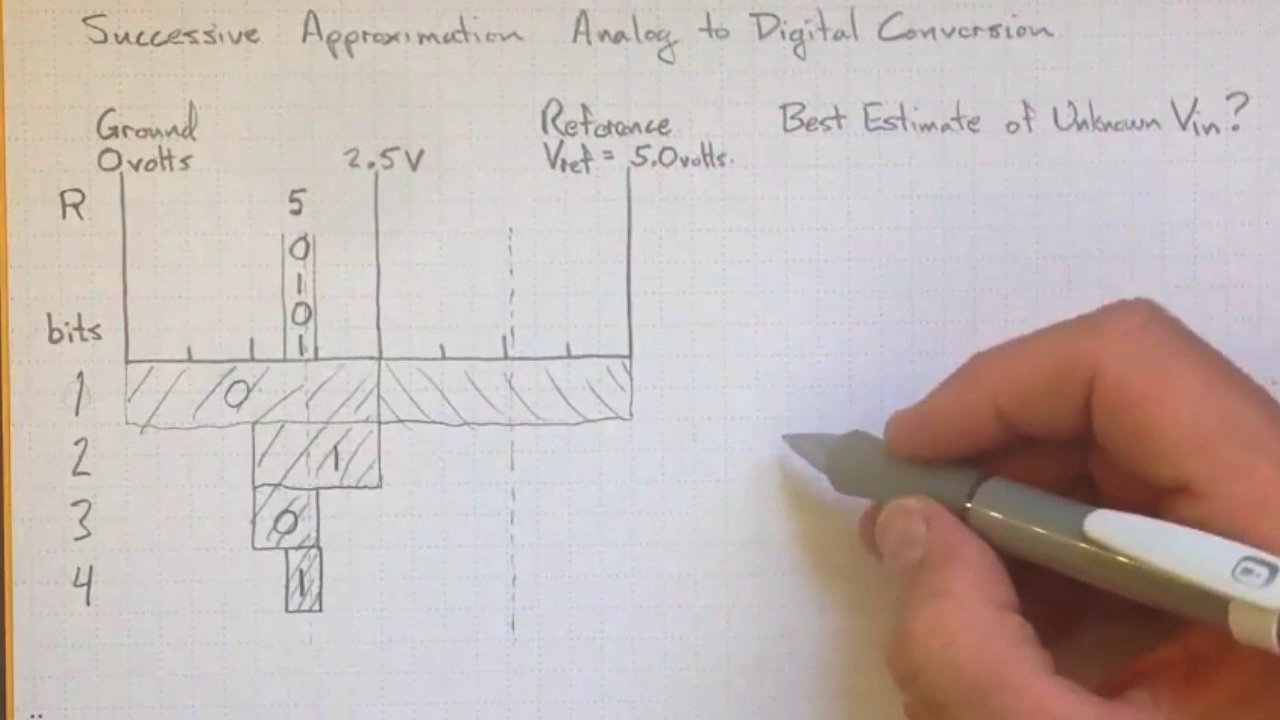 Successive Approximation Analog to Digital Conversion
Ground
0 volts
2.5V
Reference
Vref = 5.0 volts.
Best Estimate of Unknown Vin?
R
5
0
1
0
1
bits
1
0
2
1
3
0
4
1